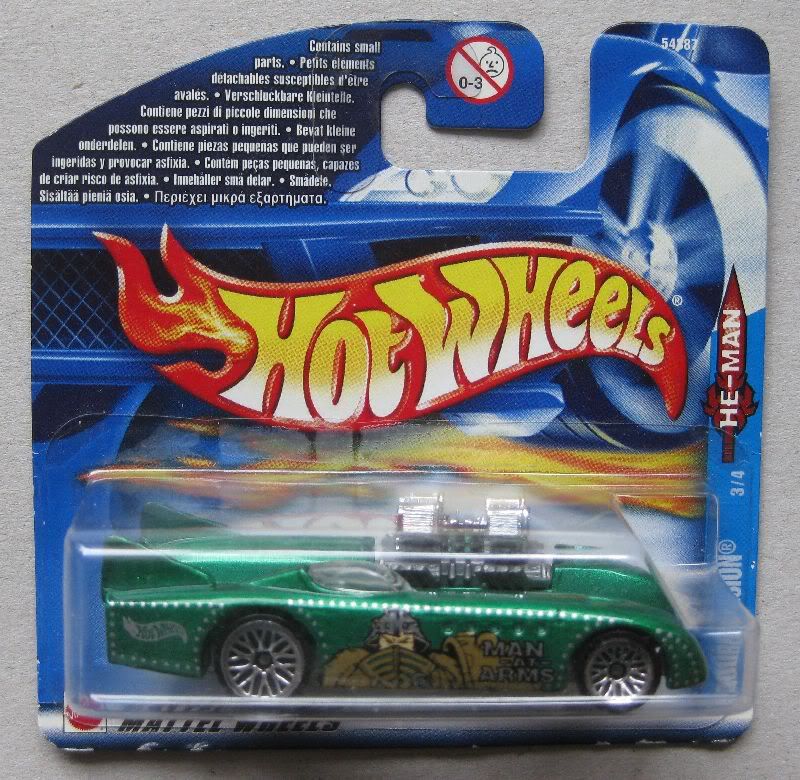 Contains small
parts. • Petits éléments
détachables susceptibles d'être
avalés. • Verschluckbare Kleinteile.
Contiene pezzi di piccole dimensioni che
possono essere aspirati o ingeriti. • Bevat kleine
onderdelen. • Contiene piezas pequeñas que pueden ser
ingeridas y provocar asfixia. • Contém peças pequenas, capazes
de criar risco de asfixia. • Innehåller små delar. • Smådele.
Sisältää pieniä osia. • Περιέχει μικρά εξαρτήματα.
0-3
HOT WHEELS®
HE-MAN
3/4
SION®
HOT WHEELS
MAN
-AT-
ARMS
MATTEL WHEELS